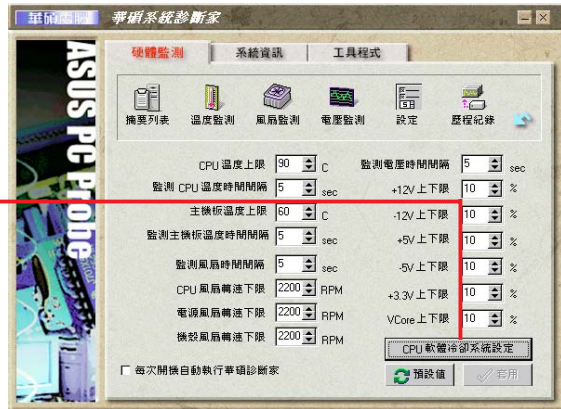 華碩電腦 華碩系統診斷家
ASUS PC Probe
硬體監測 系統資訊 工具程式
摘要列表 溫度監測 風扇監測 電壓監測 設定 歷程紀錄
CPU 溫度上限 90 C 監測電壓時間間隔 5 sec
監測 CPU 溫度時間間隔 5 sec +12V 上下限 10 %
主機板溫度上限 60 C -12V 上下限 10 %
監測主機板溫度時間間隔 5 sec +5V 上下限 10 %
監測風扇時間間隔 5 sec -5V 上下限 10 %
CPU 風扇轉速下限 2200 RPM +3.3V 上下限 10 %
電源風扇轉速下限 2200 RPM VCore 上下限 10 %
機殼風扇轉速下限 2200 RPM
CPU 軟體冷卻系統設定
每次開機自動執行華碩診斷家 預設值 套用